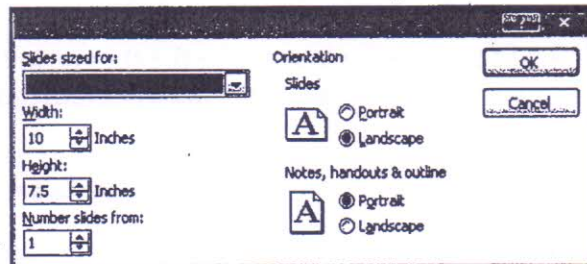 Slides sized for:
Width:
10 Inches
Height:
7.5 Inches
Number slides from:
1
Orientation
Slides
A
Portrait
Landscape
Notes, handouts & outline
A
Portrait
Landscape
OK
Cancel